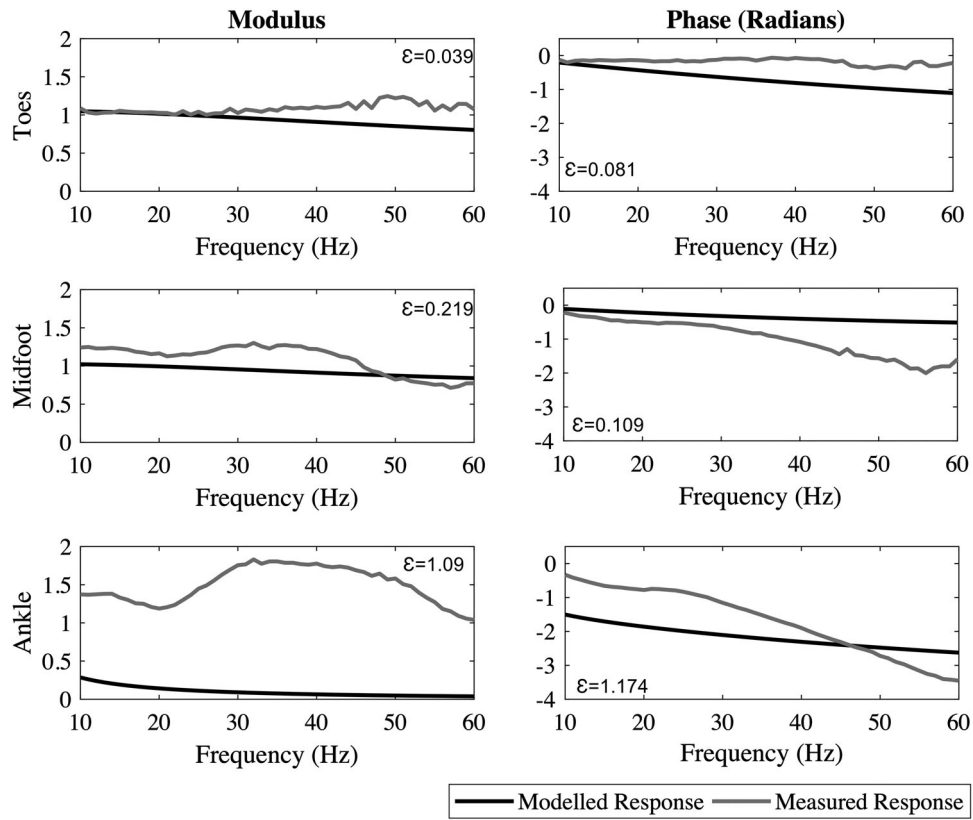 Modulus
Phase (Radians)
Toes
2
1.5
1
0.5
0
Ɛ=0.039
10 20 30 40 50 60
Frequency (Hz)
0
-1
-2
-3
-4
Ɛ=0.081
10 20 30 40 50 60
Frequency (Hz)
Midfoot
2
1.5
1
0.5
0
Ɛ=0.219
10 20 30 40 50 60
Frequency (Hz)
0
-1
-2
-3
-4
Ɛ=0.109
10 20 30 40 50 60
Frequency (Hz)
Ankle
2
1.5
1
0.5
0
Ɛ=1.09
10 20 30 40 50 60
Frequency (Hz)
0
-1
-2
-3
-4
Ɛ=1.174
10 20 30 40 50 60
Frequency (Hz)
Modelled Response Measured Response